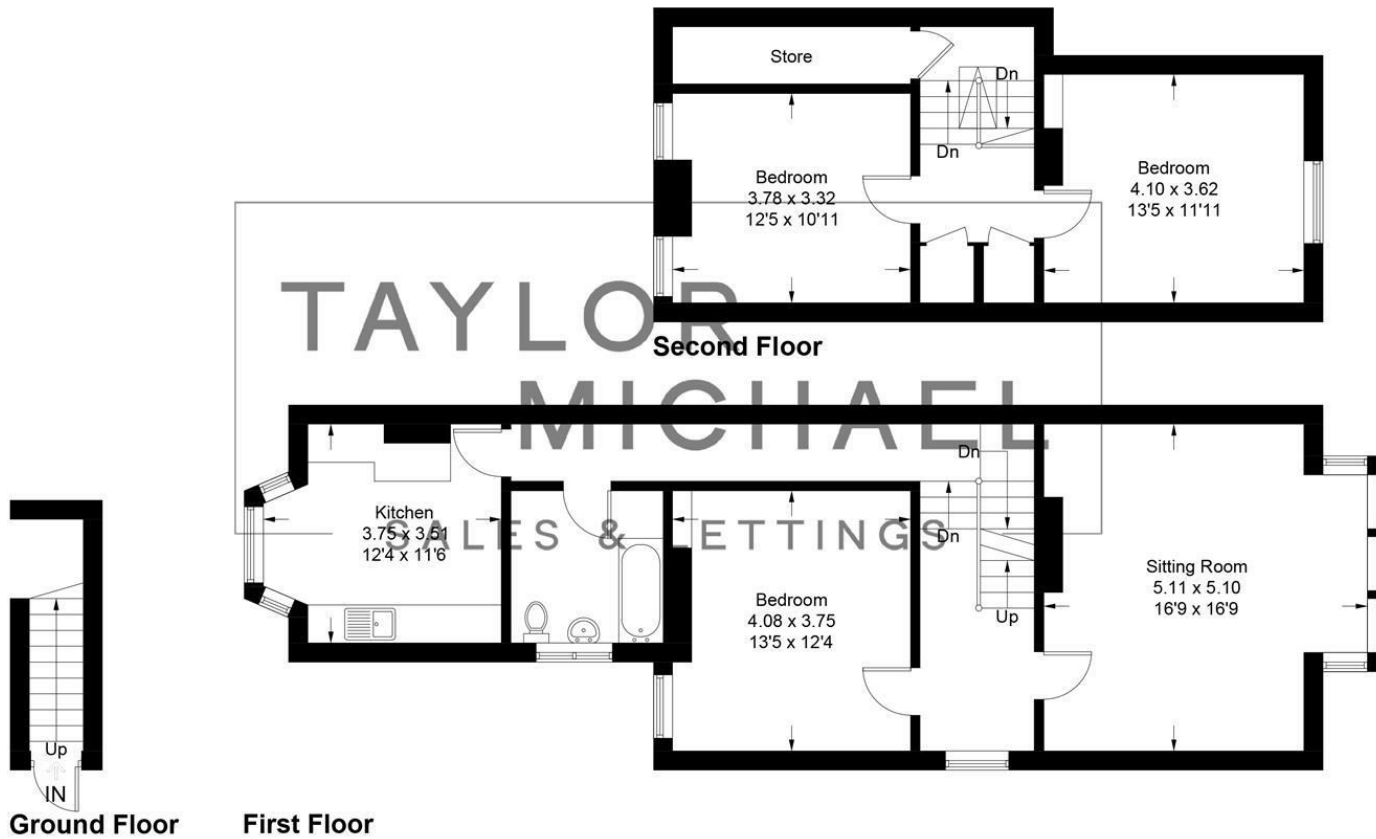 Store
Dn
Dn
Bedroom
3.78 x 3.32
12'5 x 10'11
Bedroom
4.10 x 3.62
13'5 x 11'11
TAYLOR
MICHAEL
SALES & LETTINGS
Second Floor
Kitchen
3.75 x 3.51
12'4 x 11'6
Bedroom
4.08 x 3.75
13'5 x 12'4
Dn
Dn
Up
Sitting Room
5.11 x 5.10
16'9 x 16'9
Up
IN
Ground Floor
First Floor